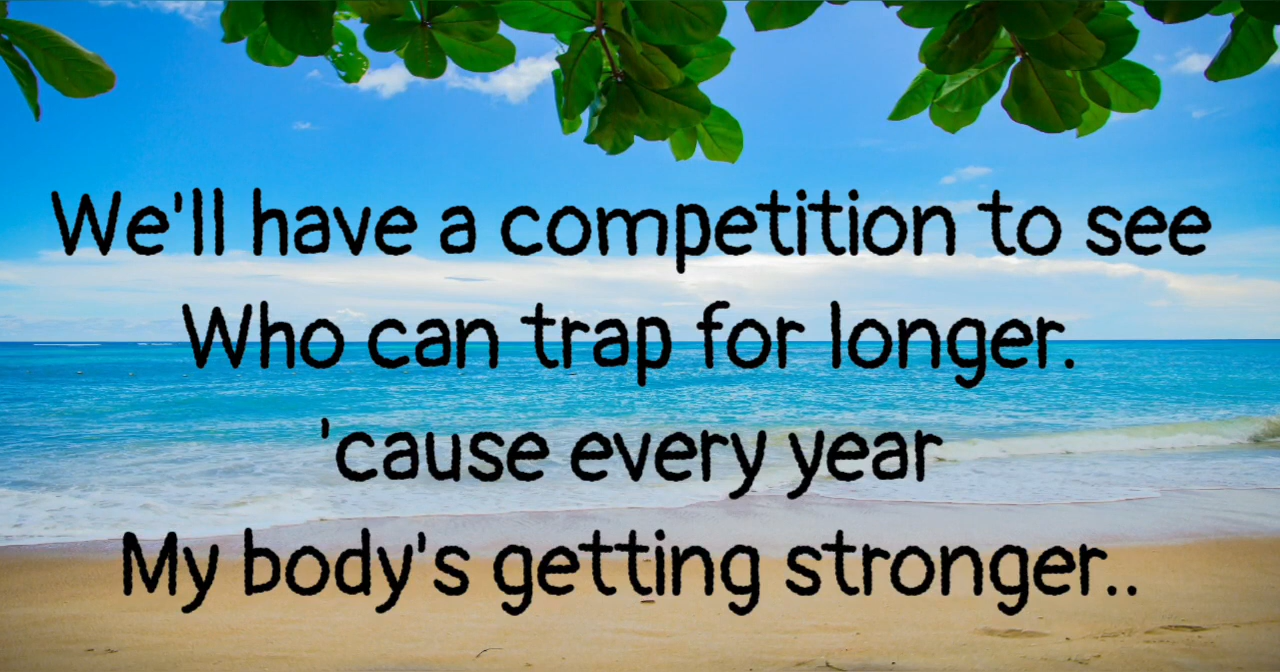 We'll have a competition to see
Who can trap for longer.
'cause every year
My body's getting stronger..